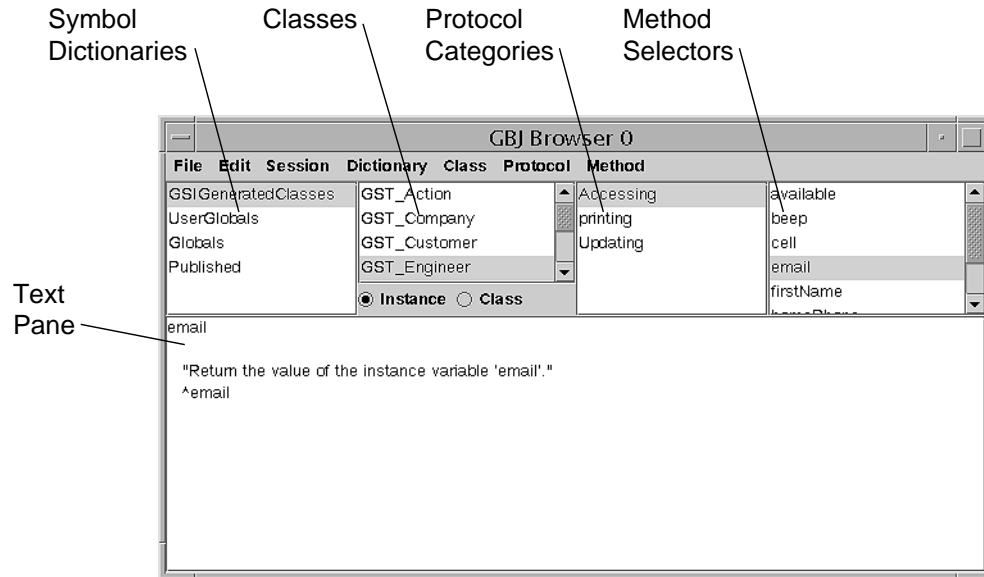 Symbol
Dictionaries
Classes
Protocol
Categories
Method
Selectors
GBJ Browser 0
File Edit Session Dictionary Class Protocol Method
GSIGeneratedClasses
UserGlobals
Globals
Published
GST_Action
GST_Company
GST_Customer
GST_Engineer
Instance Class
Accessing
printing
Updating
available
beep
cell
email
firstName
Text
Pane
email
"Return the value of the instance variable 'email'."
^email